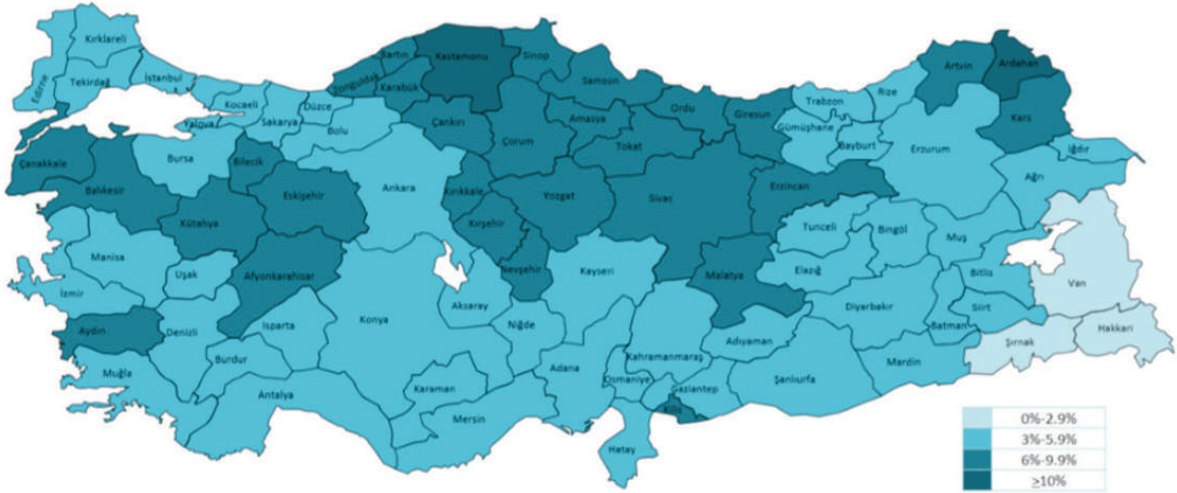 Kırklareli
Edirne
Tekirdağ
İstanbul
Kocaeli
Yalova
Sakarya
Düzce
Bolu
Zonguldak
Bartın
Karabük
Kastamonu
Sinop
Çankırı
Çorum
Samsun
Amasya
Tokat
Ordu
Giresun
Trabzon
Gümüşhane
Rize
Bayburt
Artvin
Ardahan
Kars
Erzurum
Iğdır
Ağrı
Çanakkale
Balıkesir
Bursa
Bilecik
Kütahya
Eskişehir
Ankara
Kırıkkale
Kırşehir
Yozgat
Sivas
Erzincan
Tunceli
Bingöl
Muş
Manisa
Uşak
Afyonkarahisar
Nevşehir
Kayseri
Malatya
Elazığ
Bitlis
Van
İzmir
Aydın
Denizli
Isparta
Konya
Aksaray
Niğde
Diyarbakır
Batman
Siirt
Şırnak
Hakkari
Muğla
Burdur
Antalya
Karaman
Mersin
Adana
Kahramanmaraş
Osmaniye
Gaziantep
Kilis
Adıyaman
Şanlıurfa
Mardin
Hatay
0%-2.9%
3%-5.9%
6%-9.9%
≥10%